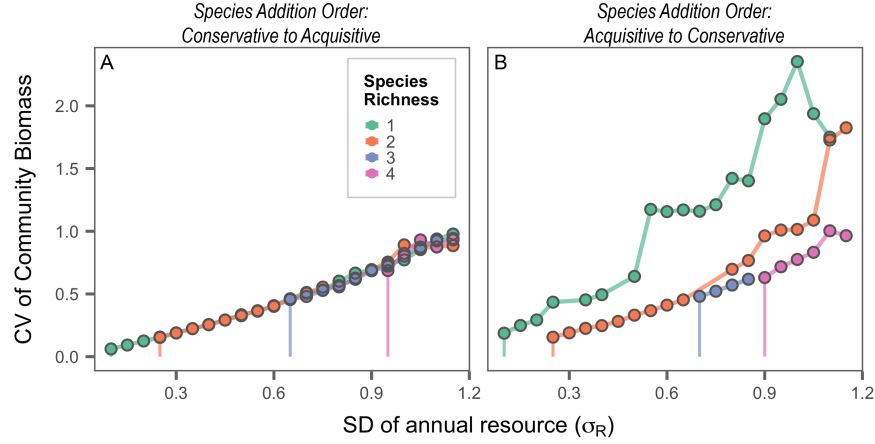 Species Addition Order:
Conservative to Acquisitive
Species Addition Order:
Acquisitive to Conservative
A
B
Species
Richness
1
2
3
4
CV of Community Biomass
2.0
1.5
1.0
0.5
0.0
0.3
0.6
0.9
1.2
0.3
0.6
0.9
1.2
SD of annual resource (σR)